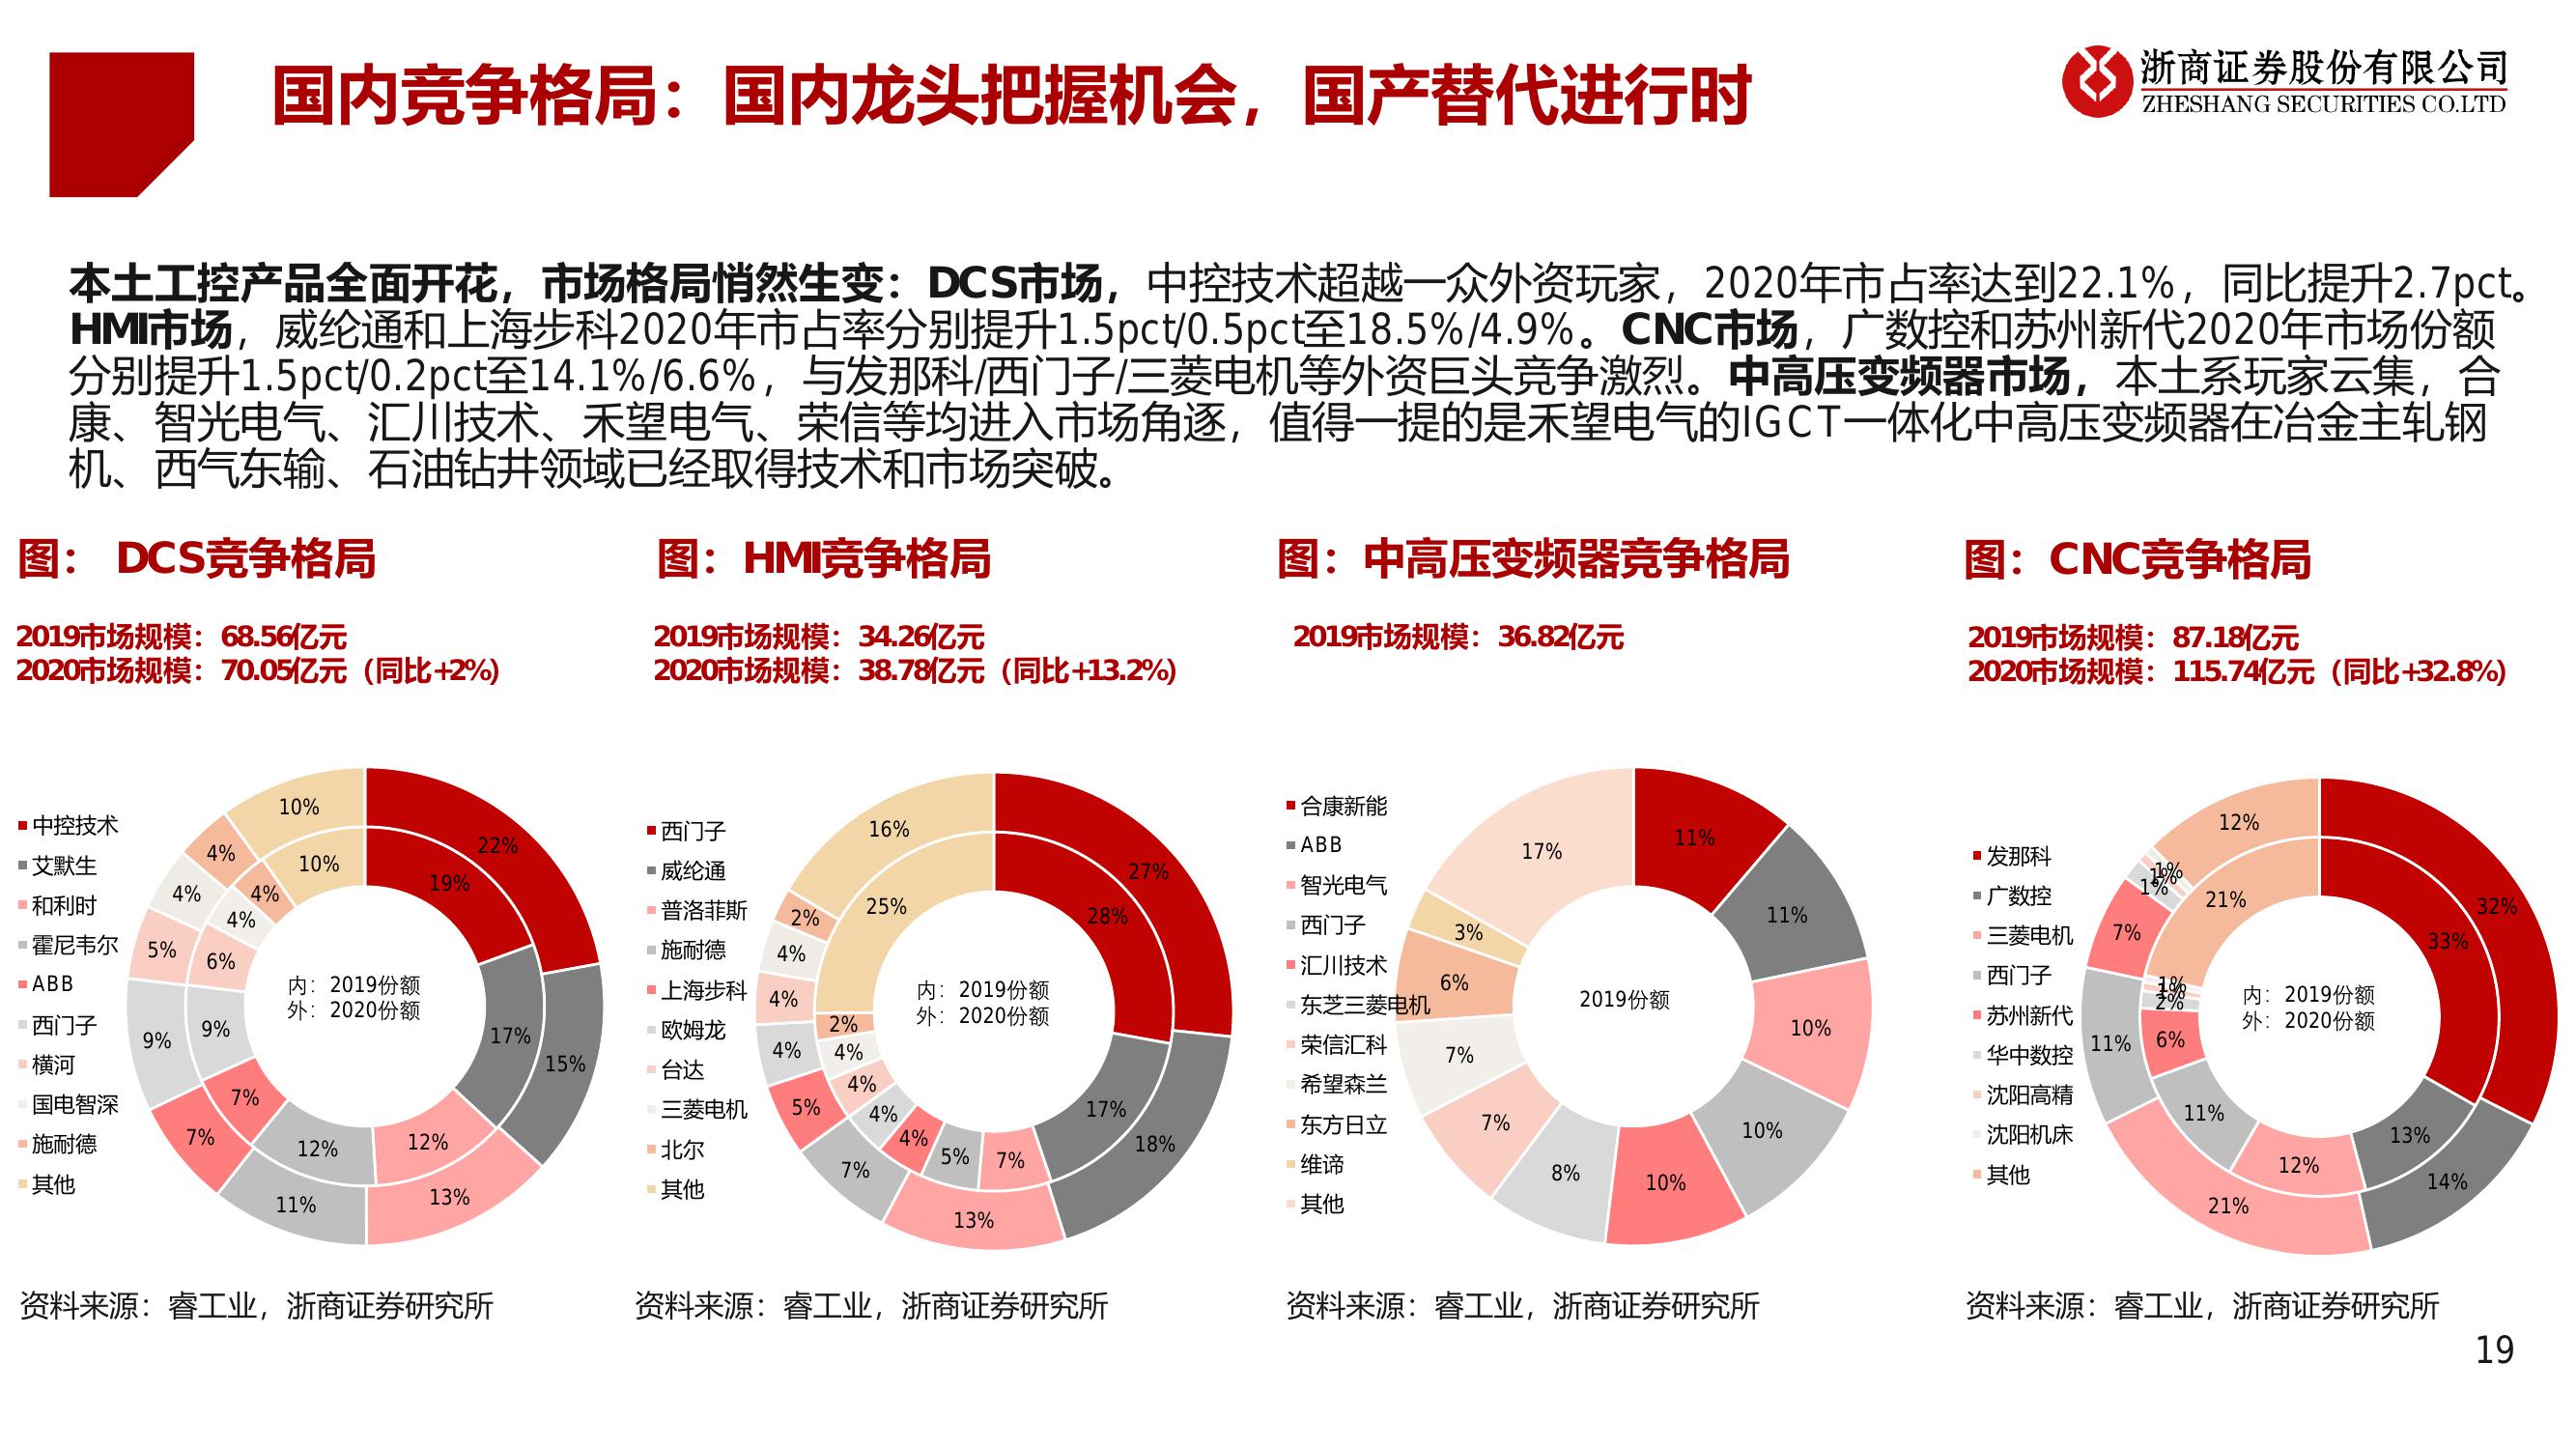 国内竞争格局：国内龙头把握机会，国产替代进行时
浙商证券股份有限公司
ZHESHANG SECURITIES CO.LTD
本土工控产品全面开花，市场格局悄然生变：DCS市场，中控技术超越一众外资玩家，2020年市占率达到22.1%，同比提升2.7pct。
HMI市场，威纶通和上海步科2020年市占率分别提升1.5pct/0.5pct至18.5%/4.9%。CNC市场，广数控和苏州新代2020年市场份额
分别提升1.5pct/0.2pct至14.1%/6.6%，与发那科/西门子/三菱电机等外资巨头竞争激烈。中高压变频器市场，本土系玩家云集，合
康、智光电气、汇川技术、禾望电气、荣信等均进入市场角逐，值得一提的是禾望电气的IGCT一体化中高压变频器在冶金主轧钢
机、西气东输、石油钻井领域已经取得技术和市场突破。
图： DCS竞争格局
2019市场规模：68.56亿元
2020市场规模：70.05亿元（同比+2%）
中控技术
艾默生
和利时
霍尼韦尔
ABB
西门子
横河
国电智深
施耐德
其他
22%
15%
13%
11%
7%
9%
5%
4%
4%
10%
19%
17%
12%
12%
7%
9%
6%
4%
4%
10%
内：2019份额
外：2020份额
资料来源：睿工业，浙商证券研究所
图：HMI竞争格局
2019市场规模：34.26亿元
2020市场规模：38.78亿元（同比+13.2%）
西门子
威纶通
普洛菲斯
施耐德
上海步科
欧姆龙
台达
三菱电机
北尔
其他
27%
18%
13%
7%
5%
4%
4%
4%
2%
16%
28%
17%
7%
5%
4%
4%
4%
4%
2%
25%
内：2019份额
外：2020份额
资料来源：睿工业，浙商证券研究所
图：中高压变频器竞争格局
2019市场规模：36.82亿元
合康新能
ABB
智光电气
西门子
汇川技术
东芝三菱电机
荣信汇科
希望森兰
东方日立
维谛
其他
11%
11%
10%
10%
10%
8%
7%
7%
6%
3%
17%
2019份额
资料来源：睿工业，浙商证券研究所
图：CNC竞争格局
2019市场规模：87.18亿元
2020市场规模：115.74亿元（同比+32.8%）
发那科
广数控
三菱电机
西门子
苏州新代
华中数控
沈阳高精
沈阳机床
其他
32%
14%
21%
11%
7%
1%
1%
1%
12%
33%
13%
12%
11%
6%
2%
1%
1%
21%
内：2019份额
外：2020份额
资料来源：睿工业，浙商证券研究所
19